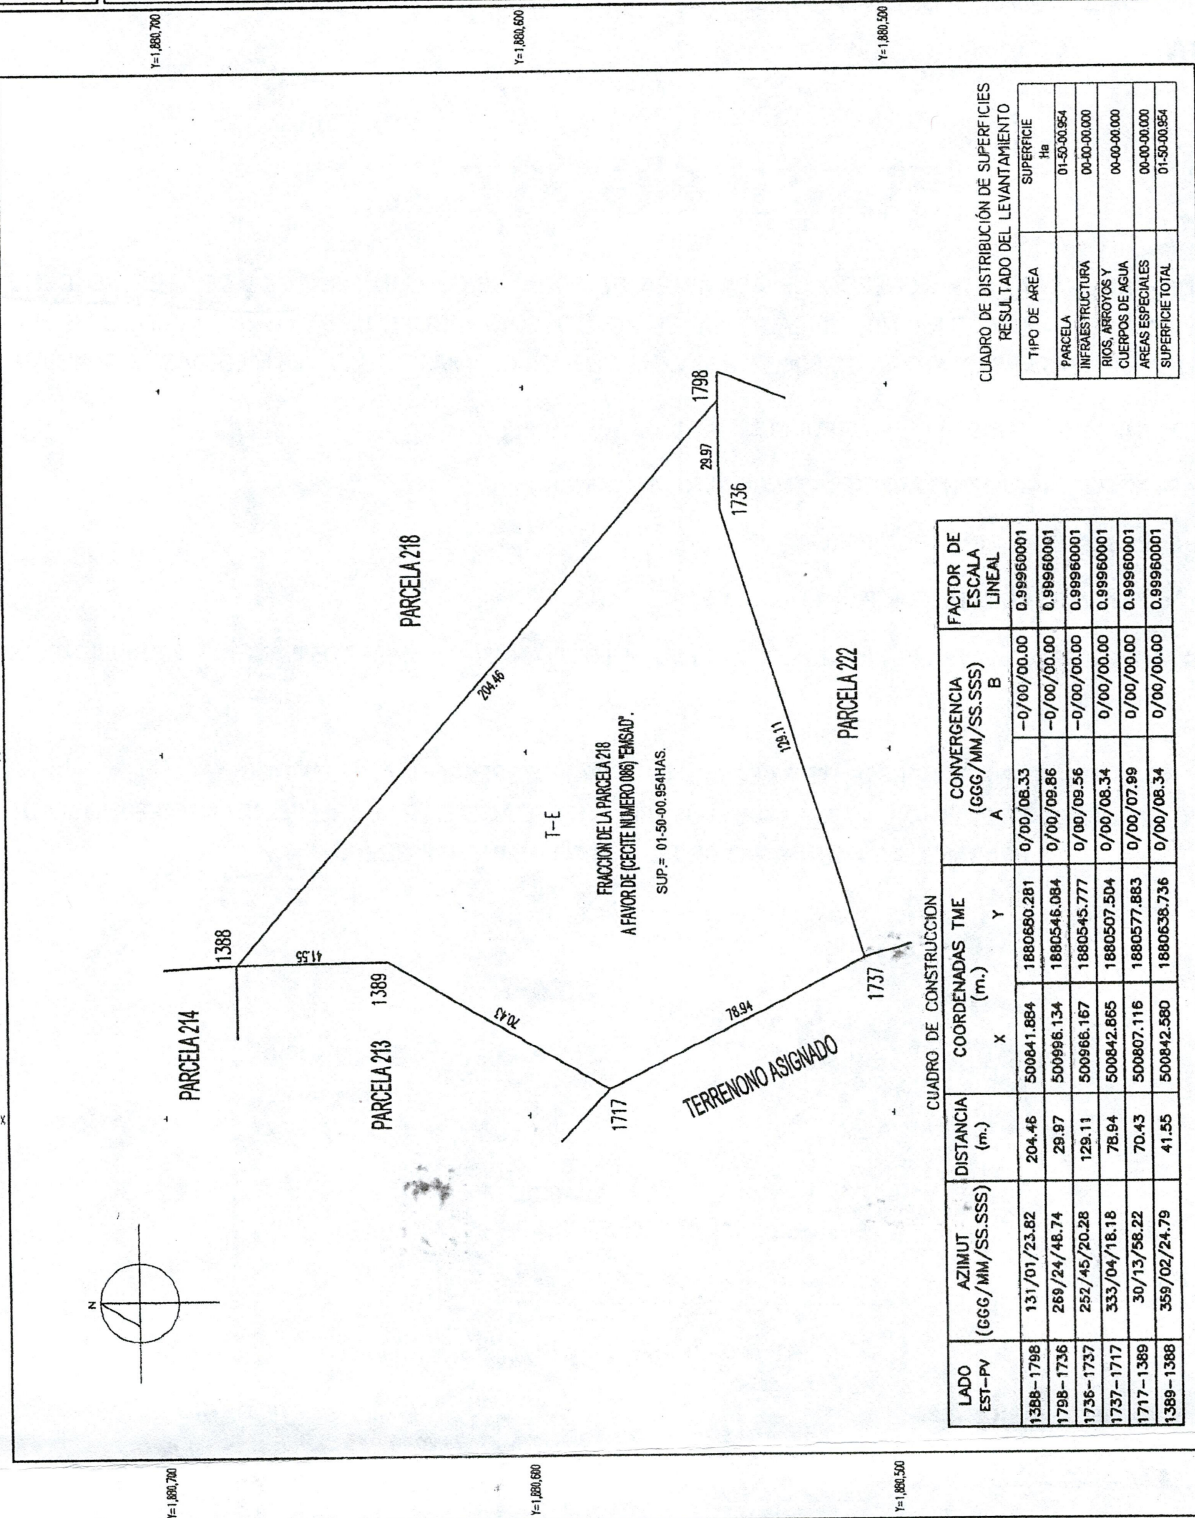 Y=1,880,700
Y=1,880,600
Y=1,880,500
N
PARCELA 214
1388
41.55
PARCELA 213
1389
70.43
1717
TERRENONO ASIGNADO
78.94
1737
PARCELA 218
204.46
T-E
FRACCION DE LA PARCELA 218
A FAVOR DE (CECITE NUMERO 086) "EMSAD".
SUP.= 01-50-00.954HAS.
129.11
PARCELA 222
1736
29.97
1798
Y=1,880,700
Y=1,880,600
Y=1,880,500
X
CUADRO DE CONSTRUCCION
LADO EST-PV AZIMUT (GGG/MM/SS.SSS) DISTANCIA (m.) COORDENADAS TME (m.) X Y CONVERGENCIA (GGG/MM/SS.SSS) A B FACTOR DE ESCALA LINEAL
1388-1798 131/01/23.82 204.46 500841.884 1880680.281 0/00/08.33 -0/00/00.00 0.99960001
1798-1736 269/24/48.74 29.97 500996.134 1880546.084 0/00/09.86 -0/00/00.00 0.99960001
1736-1737 252/45/20.28 129.11 500966.167 1880545.777 0/00/09.56 -0/00/00.00 0.99960001
1737-1717 333/04/18.18 78.94 500842.865 1880507.504 0/00/08.34 0/00/00.00 0.99960001
1717-1389 30/13/58.22 70.43 500807.116 1880577.883 0/00/07.99 0/00/00.00 0.99960001
1389-1388 359/02/24.79 41.55 500842.580 1880638.736 0/00/08.34 0/00/00.00 0.99960001
CUADRO DE DISTRIBUCIÓN DE SUPERFICIES
RESULTADO DEL LEVANTAMIENTO
TIPO DE AREA SUPERFICIE Ha
PARCELA 01-50-00.954
INFRAESTRUCTURA 00-00-00.000
RIOS, ARROYOS Y CUERPOS DE AGUA 00-00-00.000
AREAS ESPECIALES 00-00-00.000
SUPERFICIE TOTAL 01-50-00.954